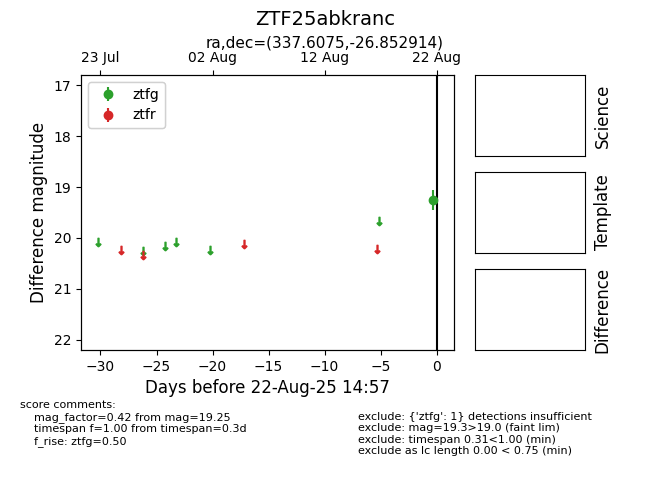 ZTF25abkranc
ra,dec=(337.6075,-26.852914)
23 Jul 02 Aug 12 Aug 22 Aug
ztfg
ztfr
17
18
19
20
21
22
Difference magnitude
−30 −25 −20 −15 −10 −5 0
Days before 22-Aug-25 14:57
Science
Template
Difference
score comments:
mag_factor=0.42 from mag=19.25
timespan f=1.00 from timespan=0.3d
f_rise: ztfg=0.50
exclude: {'ztfg': 1} detections insufficient
exclude: mag=19.3>19.0 (faint lim)
exclude: timespan 0.31<1.00 (min)
exclude as lc length 0.00 < 0.75 (min)